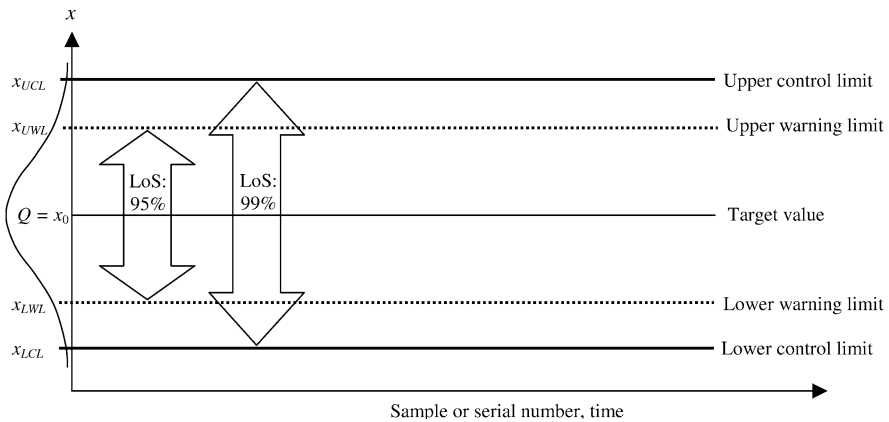 x
x_UCL
Upper control limit
x_UWL
Upper warning limit
LoS:
95%
LoS:
99%
Q = x_0
Target value
x_LWL
Lower warning limit
x_LCL
Lower control limit
Sample or serial number, time